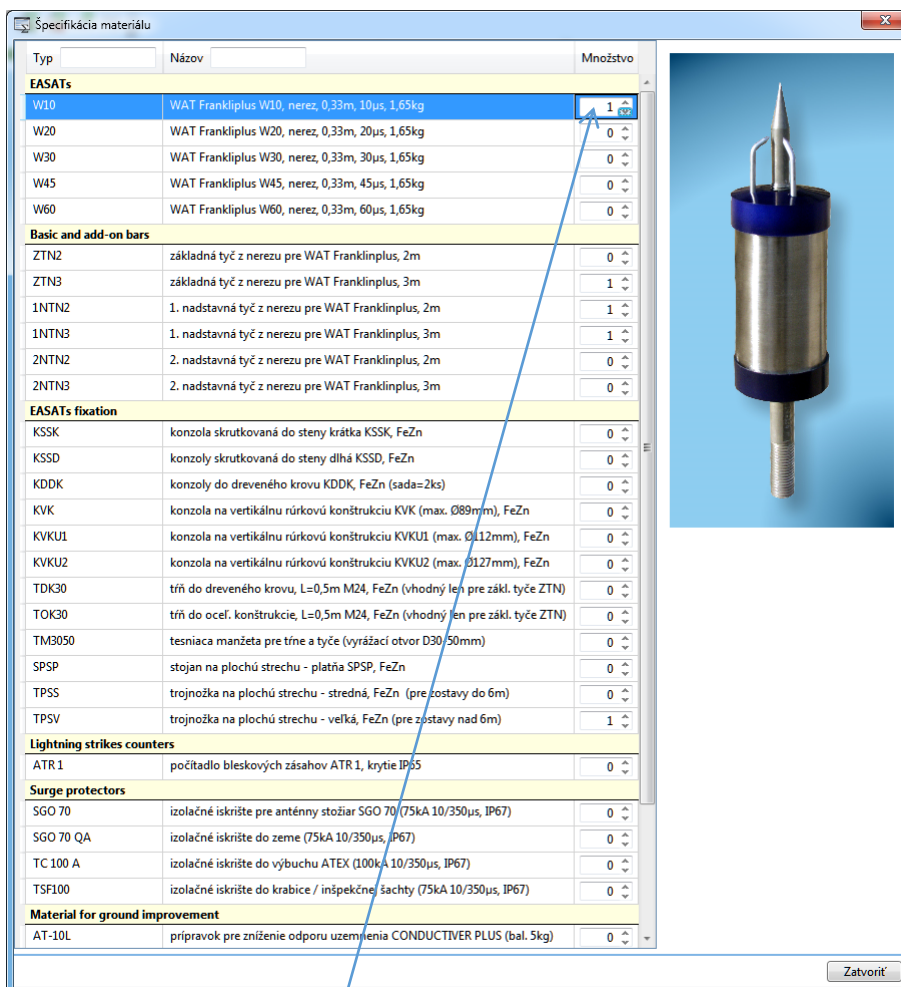 Špecifikácia materiálu
Typ Názov Množstvo
EASATs
W10 WAT Frankliplus W10, nerez, 0,33m, 10µs, 1,65kg 1
W20 WAT Frankliplus W20, nerez, 0,33m, 20µs, 1,65kg 0
W30 WAT Frankliplus W30, nerez, 0,33m, 30µs, 1,65kg 0
W45 WAT Frankliplus W45, nerez, 0,33m, 45µs, 1,65kg 0
W60 WAT Frankliplus W60, nerez, 0,33m, 60µs, 1,65kg 0
Basic and add-on bars
ZTN2 základná tyč z nerezu pre WAT Franklinplus, 2m 0
ZTN3 základná tyč z nerezu pre WAT Franklinplus, 3m 1
1NTN2 1. nadstavná tyč z nerezu pre WAT Franklinplus, 2m 1
1NTN3 1. nadstavná tyč z nerezu pre WAT Franklinplus, 3m 1
2NTN2 2. nadstavná tyč z nerezu pre WAT Franklinplus, 2m 0
2NTN3 2. nadstavná tyč z nerezu pre WAT Franklinplus, 3m 0
EASATs fixation
KSSK konzola skrutkovaná do steny krátka KSSK, FeZn 0
KSSD konzoly skrutkovaná do steny dlhá KSSD, FeZn 0
KDDK konzoly do dreveného krovu KDDK, FeZn (sada=2ks) 0
KVK konzola na vertikálnu rúrkovú konštrukciu KVK (max. Ø89mm), FeZn 0
KVKU1 konzola na vertikálnu rúrkovú konštrukciu KVKU1 (max. Ø112mm), FeZn 0
KVKU2 konzola na vertikálnu rúrkovú konštrukciu KVKU2 (max. Ø127mm), FeZn 0
TDK30 tŕň do dreveného krovu, L=0,5m M24, FeZn (vhodný len pre zákl. tyče ZTN) 0
TOK30 tŕň do oceľ. konštrukcie, L=0,5m M24, FeZn (vhodný len pre zákl. tyče ZTN) 0
TM3050 tesniaca manžeta pre tŕne a tyče (vyrážací otvor D30-50mm) 0
SPSP stojan na plochú strechu - platňa SPSP, FeZn 0
TPSS trojnožka na plochú strechu - stredná, FeZn (pre zostavy do 6m) 0
TPSV trojnožka na plochú strechu - veľká, FeZn (pre zostavy nad 6m) 1
Lightning strikes counters
ATR 1 počítadlo bleskových zásahov ATR 1, krytie IP65 0
Surge protectors
SGO 70 izolačné iskrište pre anténny stožiar SGO 70 (75kA 10/350µs, IP67) 0
SGO 70 QA izolačné iskrište do zeme (75kA 10/350µs, IP67) 0
TC 100 A izolačné iskrište do výbuchu ATEX (100kA 10/350µs, IP67) 0
TSF100 izolačné iskrište do krabice / inšpekčnej šachty (75kA 10/350µs, IP67) 0
Material for ground improvement
AT-10L prípravok pre zníženie odporu uzemnenia CONDUCTIVER PLUS (bal. 5kg) 0
Zatvoriť